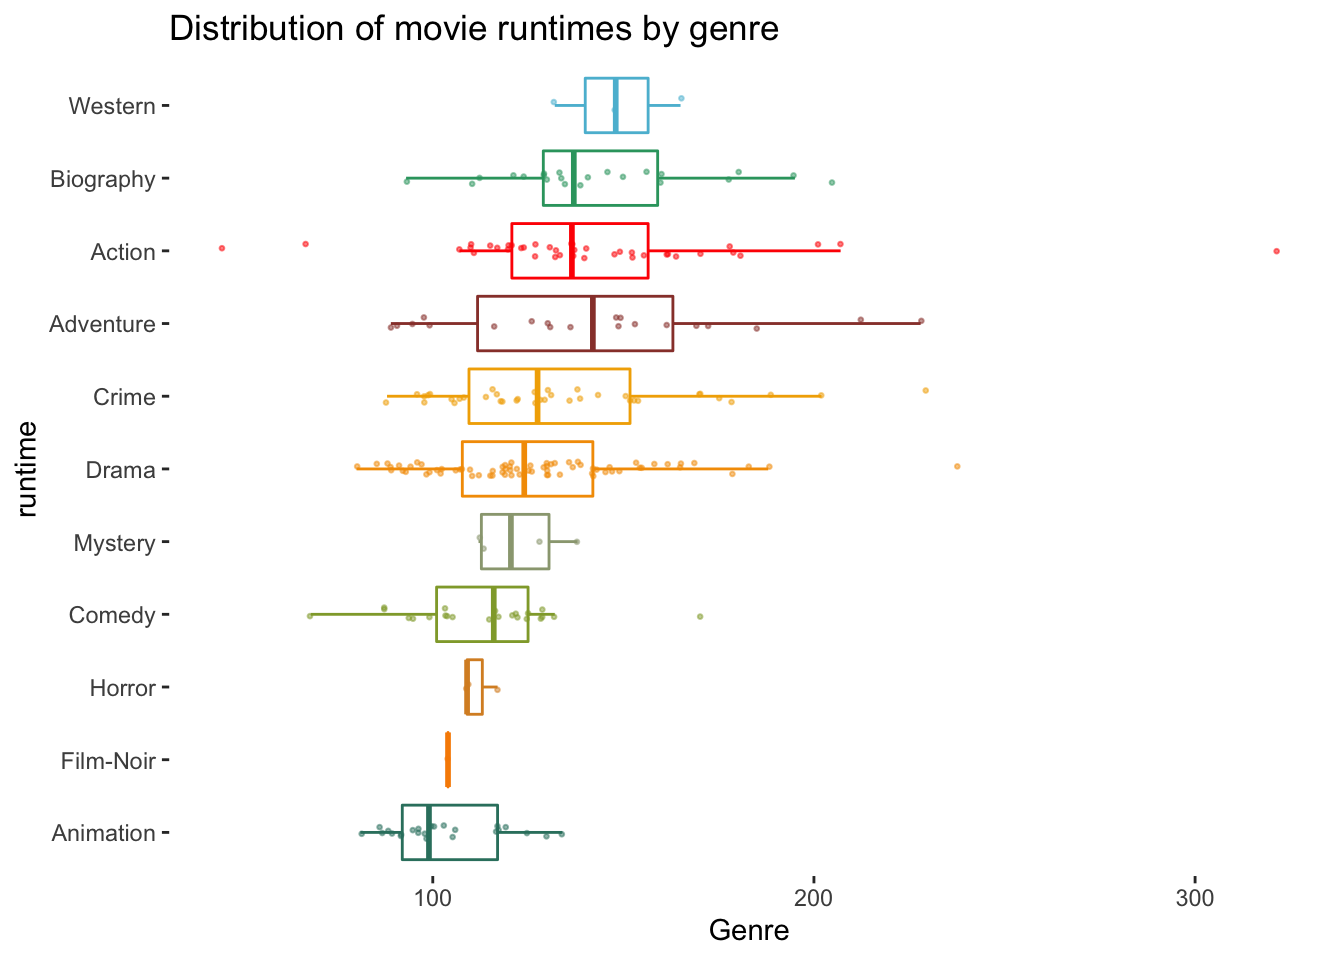 Distribution of movie runtimes by genre
Western
Biography
Action
Adventure
Crime
Drama
Mystery
Comedy
Horror
Film-Noir
Animation
runtime
100 200 300
Genre